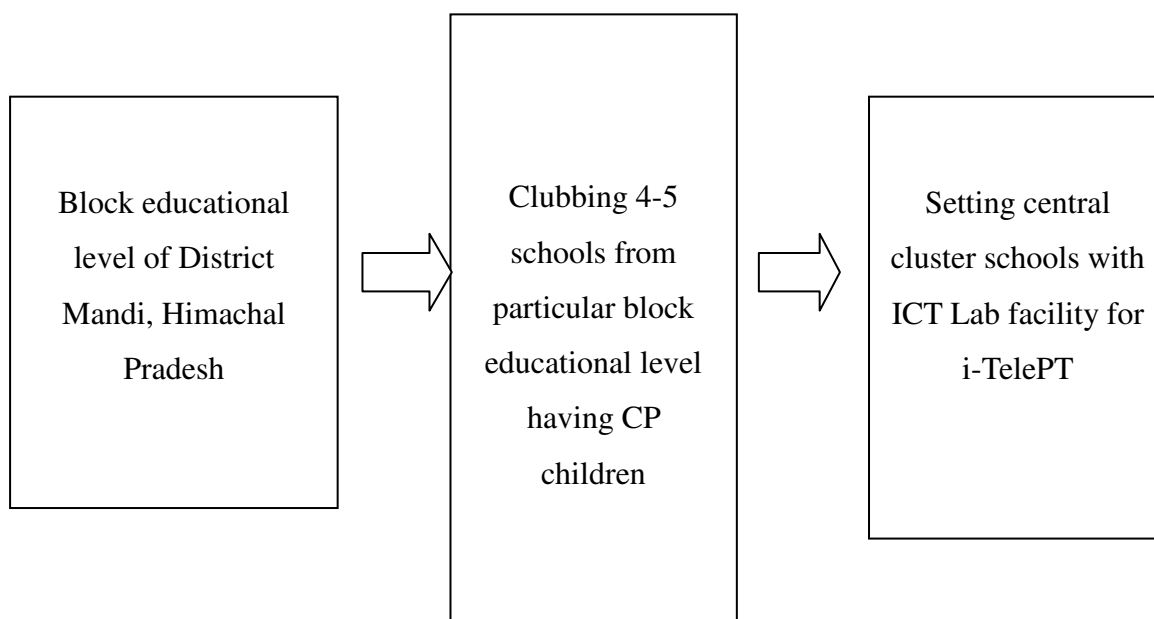 Block educational
level of District
Mandi, Himachal
Pradesh
Clubbing 4-5
schools from
particular block
educational level
having CP
children
Setting central
cluster schools with
ICT Lab facility for
i-TelePT